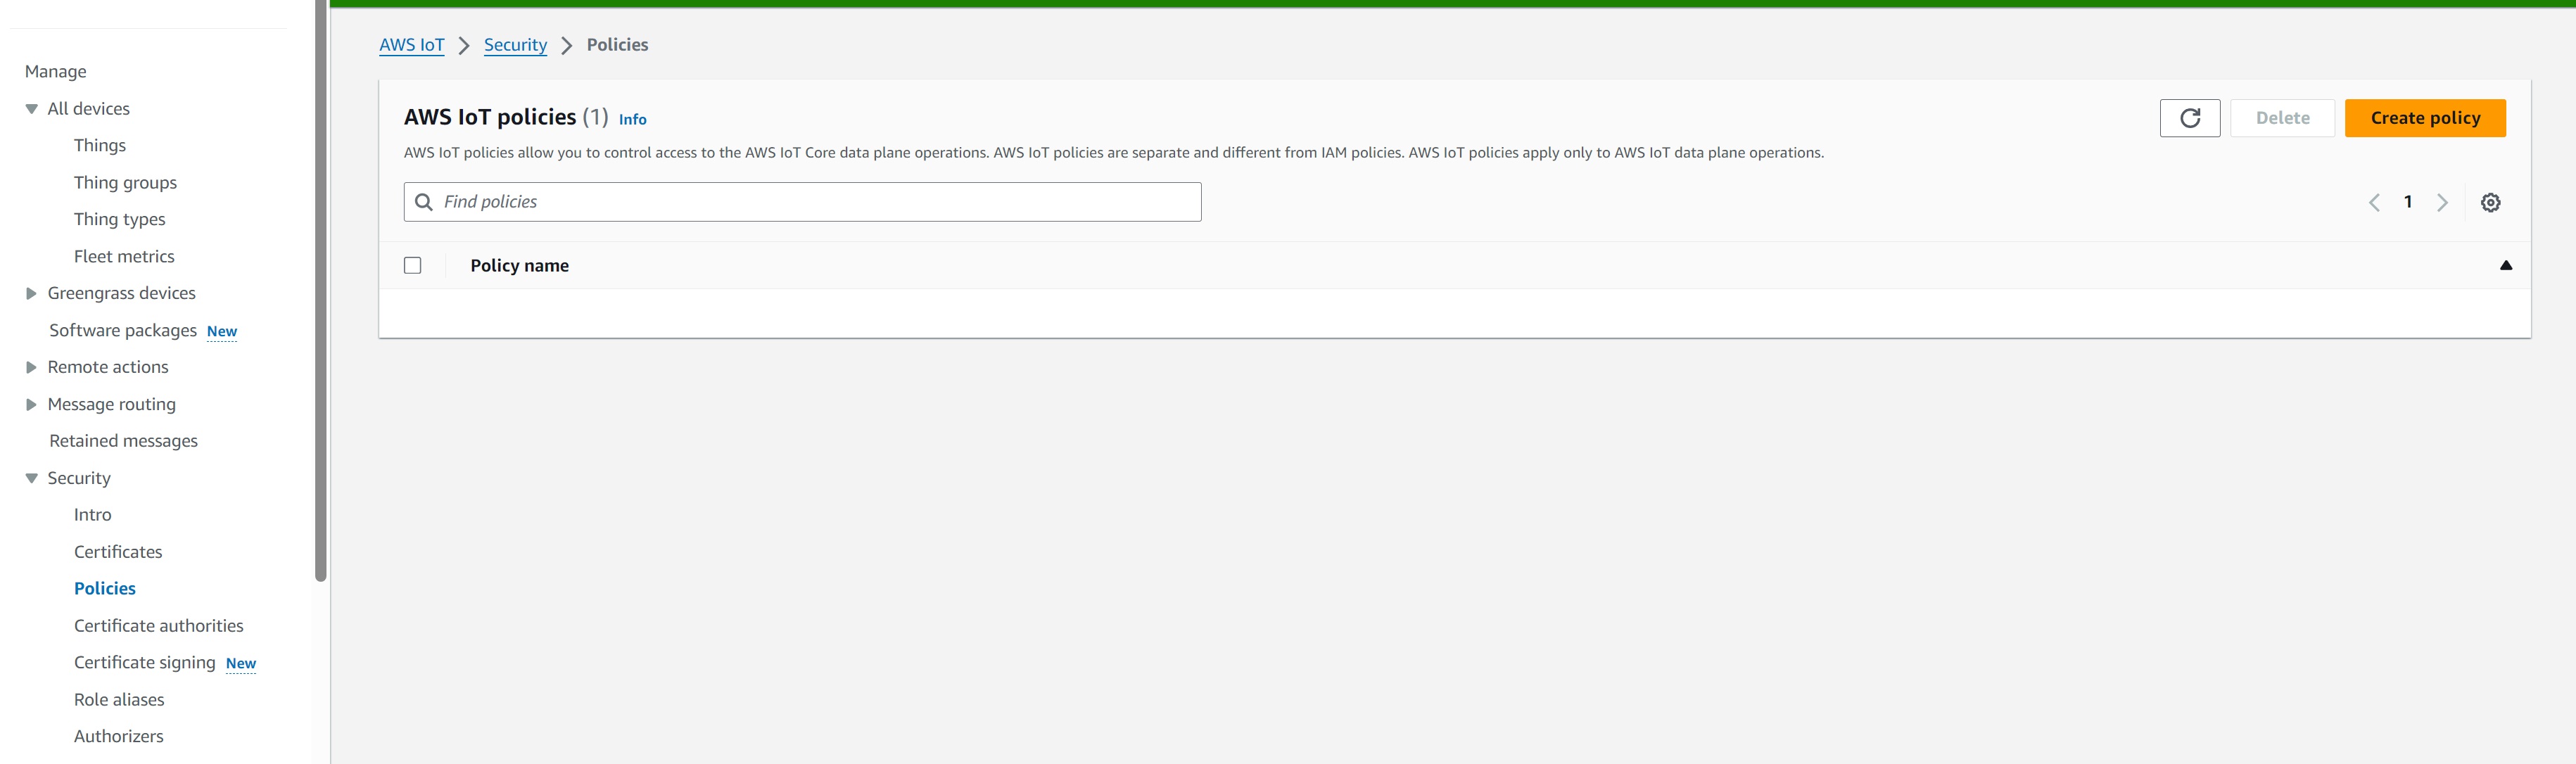 Manage
All devices
Things
Thing groups
Thing types
Fleet metrics
Greengrass devices
Software packages New
Remote actions
Message routing
Retained messages
Security
Intro
Certificates
Policies
Certificate authorities
Certificate signing New
Role aliases
Authorizers
AWS IoT Security Policies
AWS IoT policies (1) Info
Delete
Create policy
AWS IoT policies allow you to control access to the AWS IoT Core data plane operations. AWS IoT policies are separate and different from IAM policies. AWS IoT policies apply only to AWS IoT data plane operations.
Find policies
1
Policy name